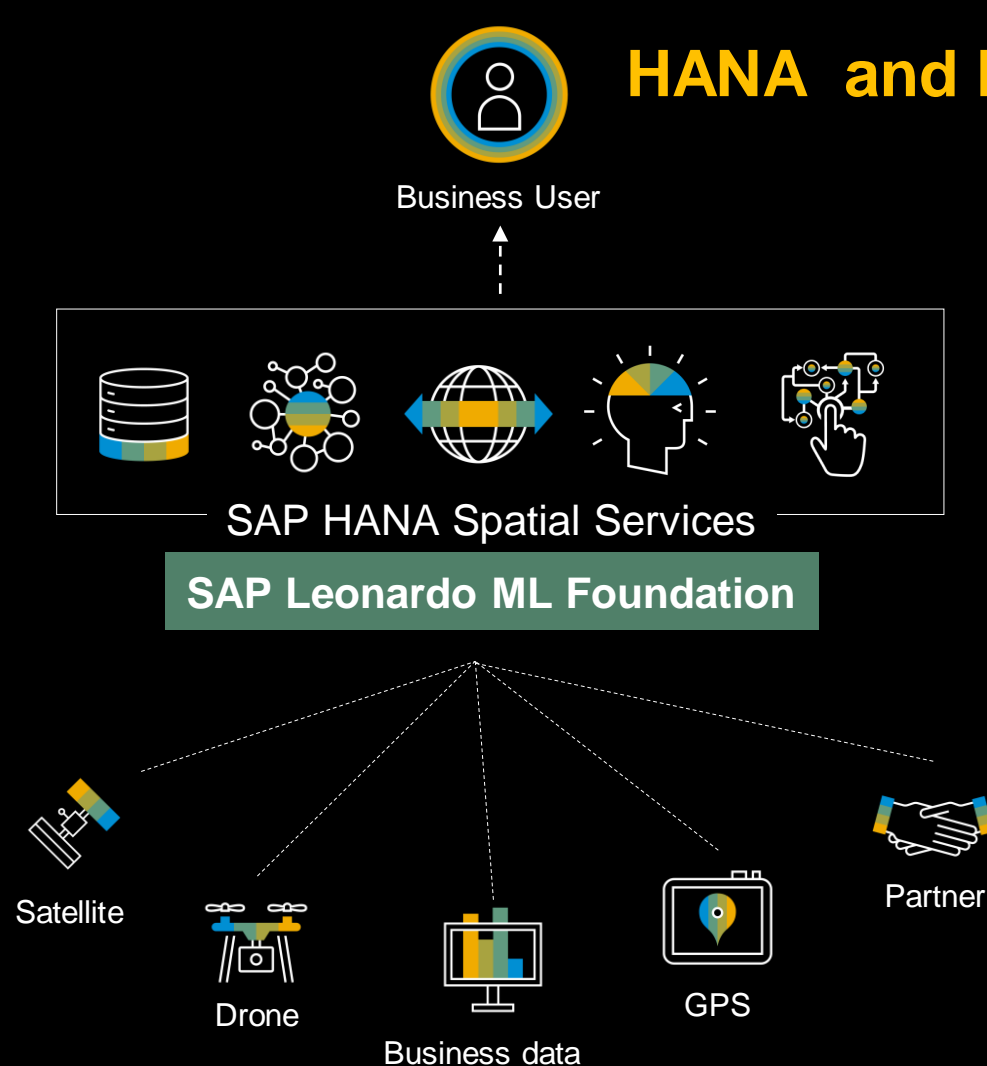 HANA and
Business User
SAP HANA Spatial Services
SAP Leonardo ML Foundation
Satellite
Drone
Business data
GPS
Partner